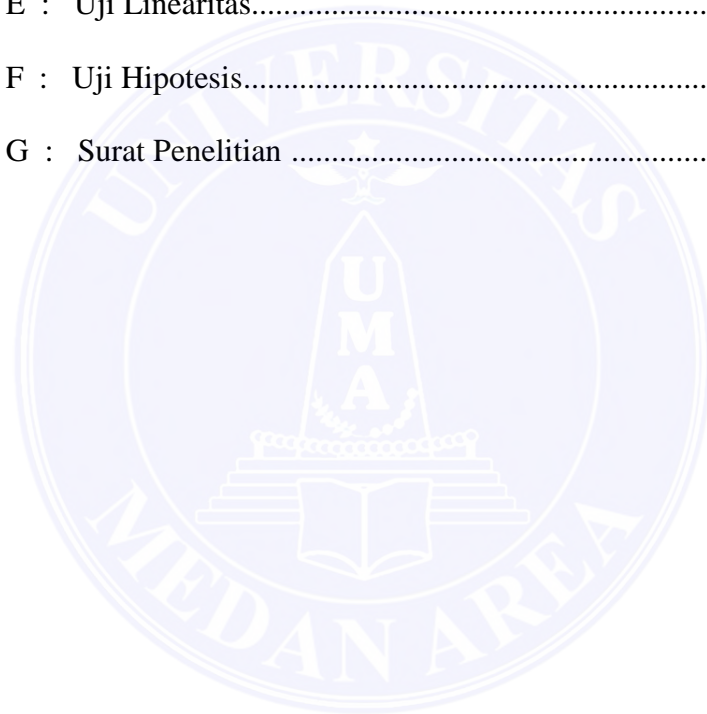 E : Uji Linearitas............................................................
F : Uji Hipotesis.............................................................
G : Surat Penelitian .......................................................
UNIVERSITAS
UMA
MEDAN AREA